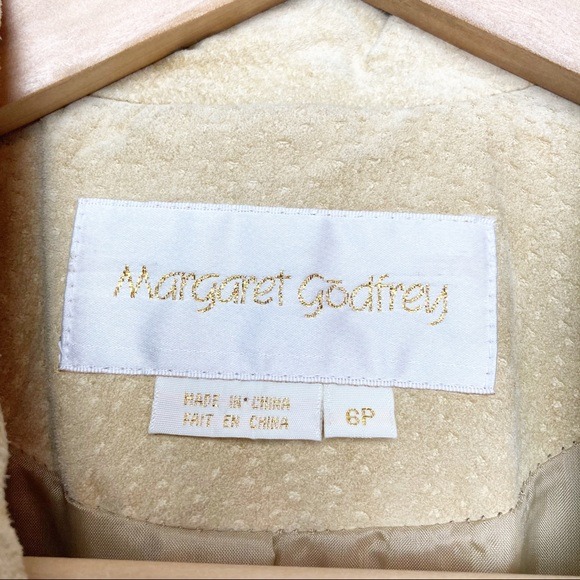 Margaret Godfrey
MADE IN CHINA
FAIT EN CHINA
6P